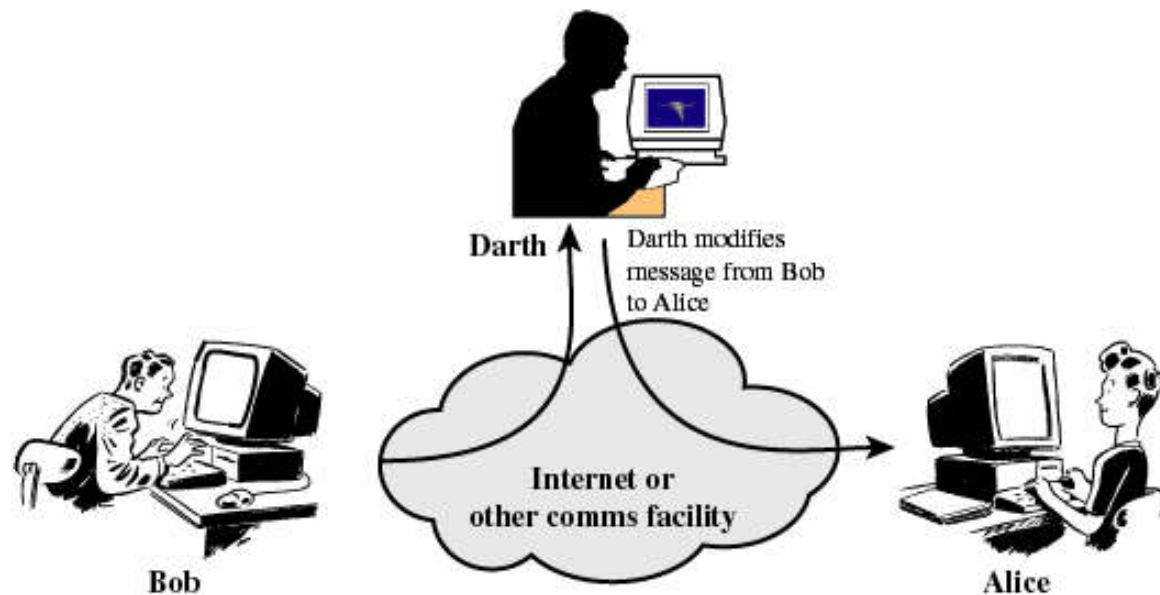 Darth
Darth modifies
message from Bob
to Alice
Internet or
other comms facility
Bob
Alice